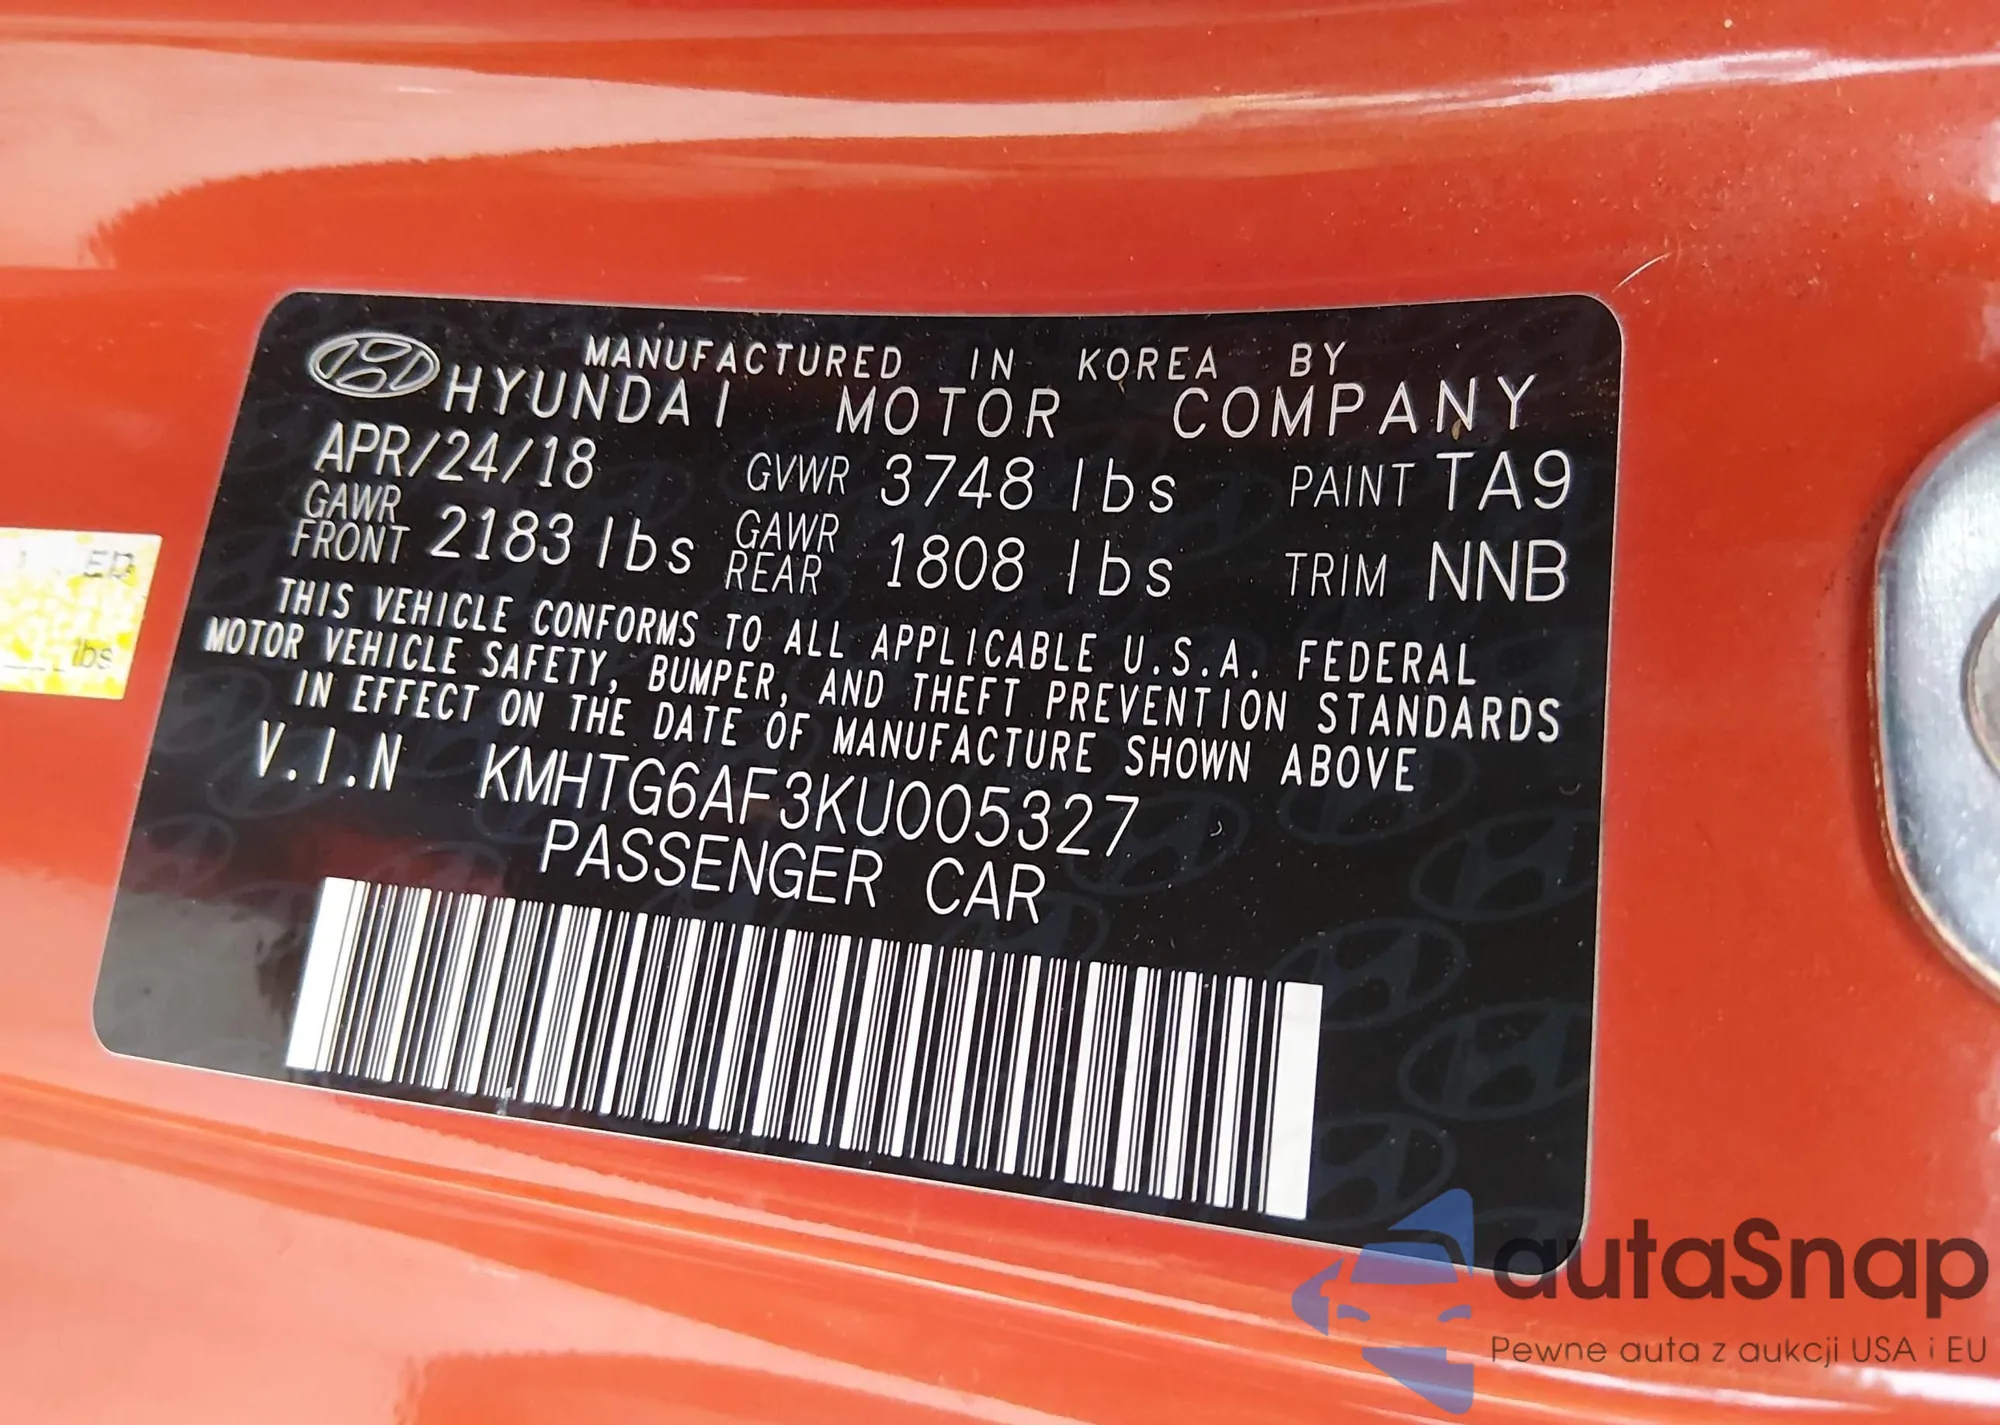 MANUFACTURED IN KOREA BY
HYUNDAI MOTOR COMPANY
APR/24/18 GVWR 3748 lbs PAINT TA9
GAWR FRONT 2183 lbs GAWR REAR 1808 lbs TRIM NNB
THIS VEHICLE CONFORMS TO ALL APPLICABLE U.S.A. FEDERAL
MOTOR VEHICLE SAFETY, BUMPER, AND THEFT PREVENTION STANDARDS
IN EFFECT ON THE DATE OF MANUFACTURE SHOWN ABOVE
V.I.N KMHTG6AF3KU005327
PASSENGER CAR
lbs
autaSnap
Pewne auta z aukcji USA i EU